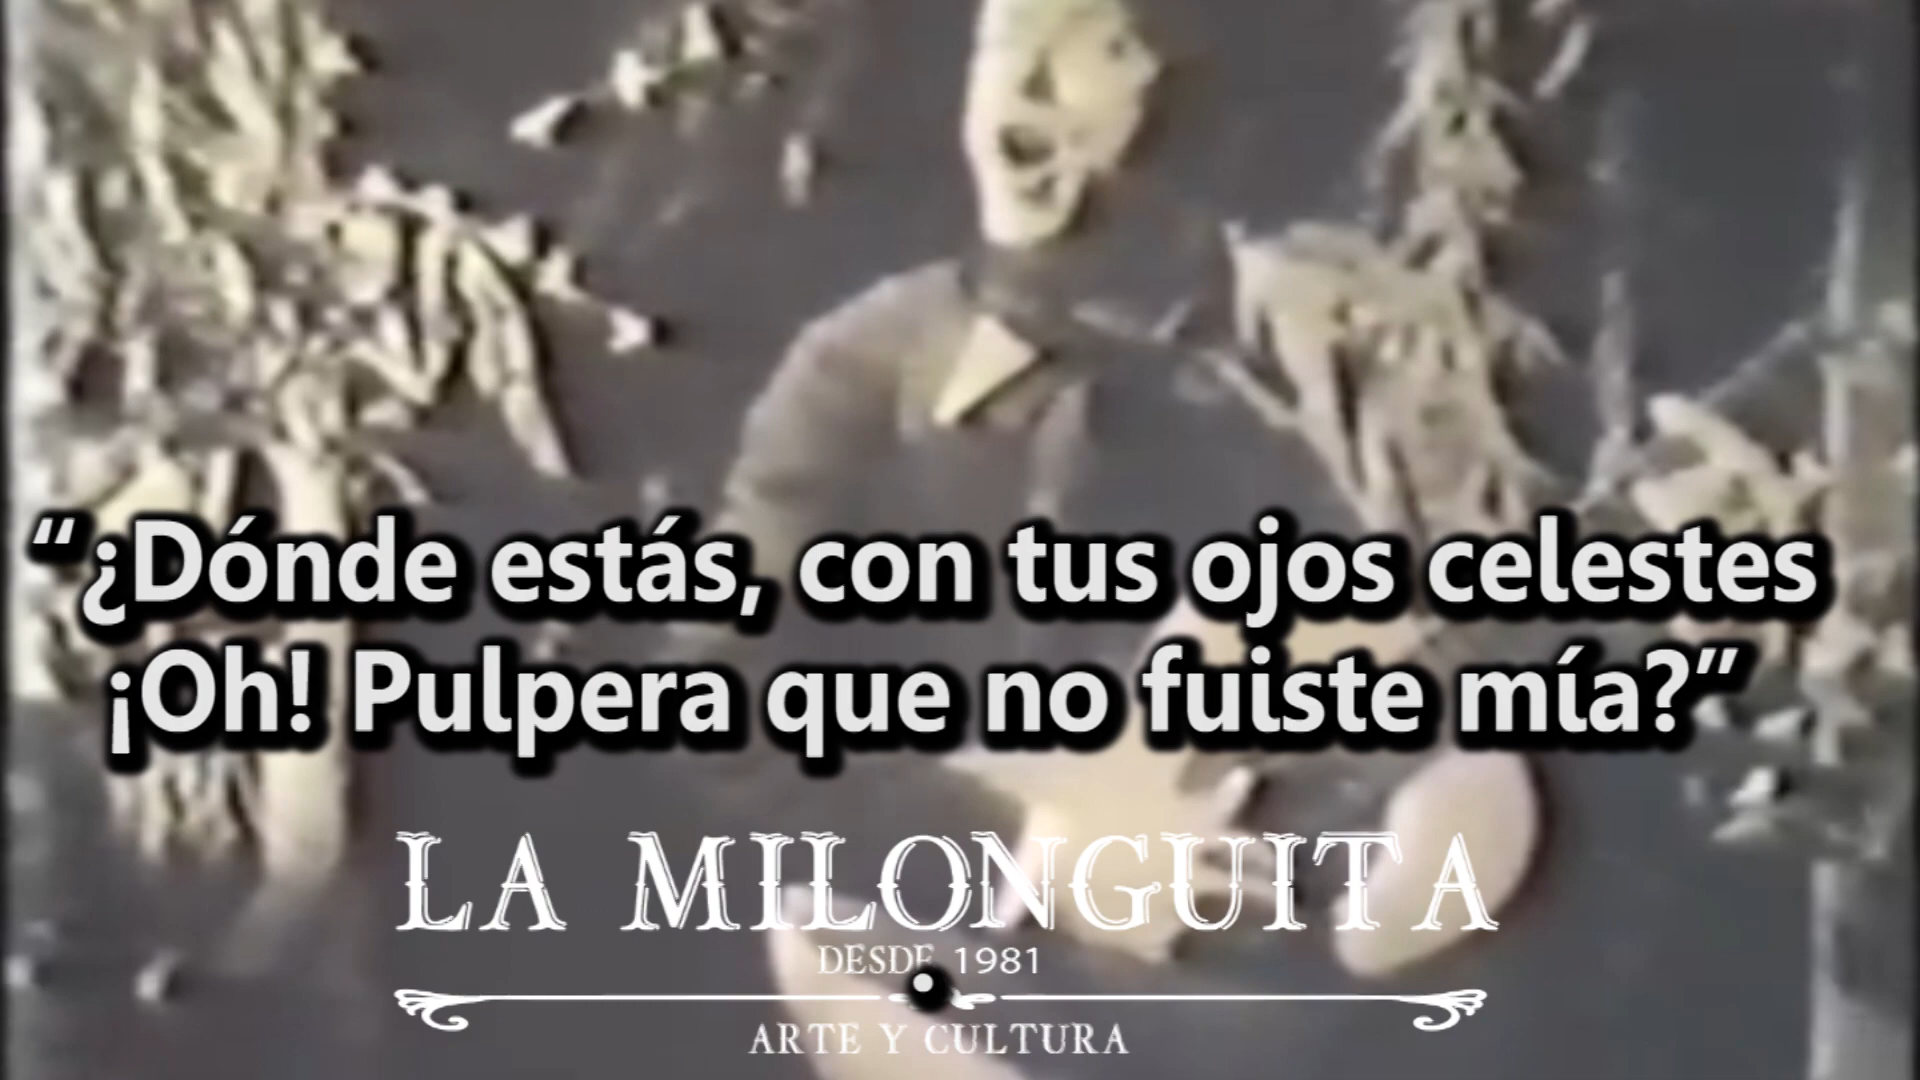 “¿Dónde estás, con tus ojos celestes
¡Oh! Pulpera que no fuiste mía?”
LA MILONGUITA
DESDE 1981
ARTE Y CULTURA